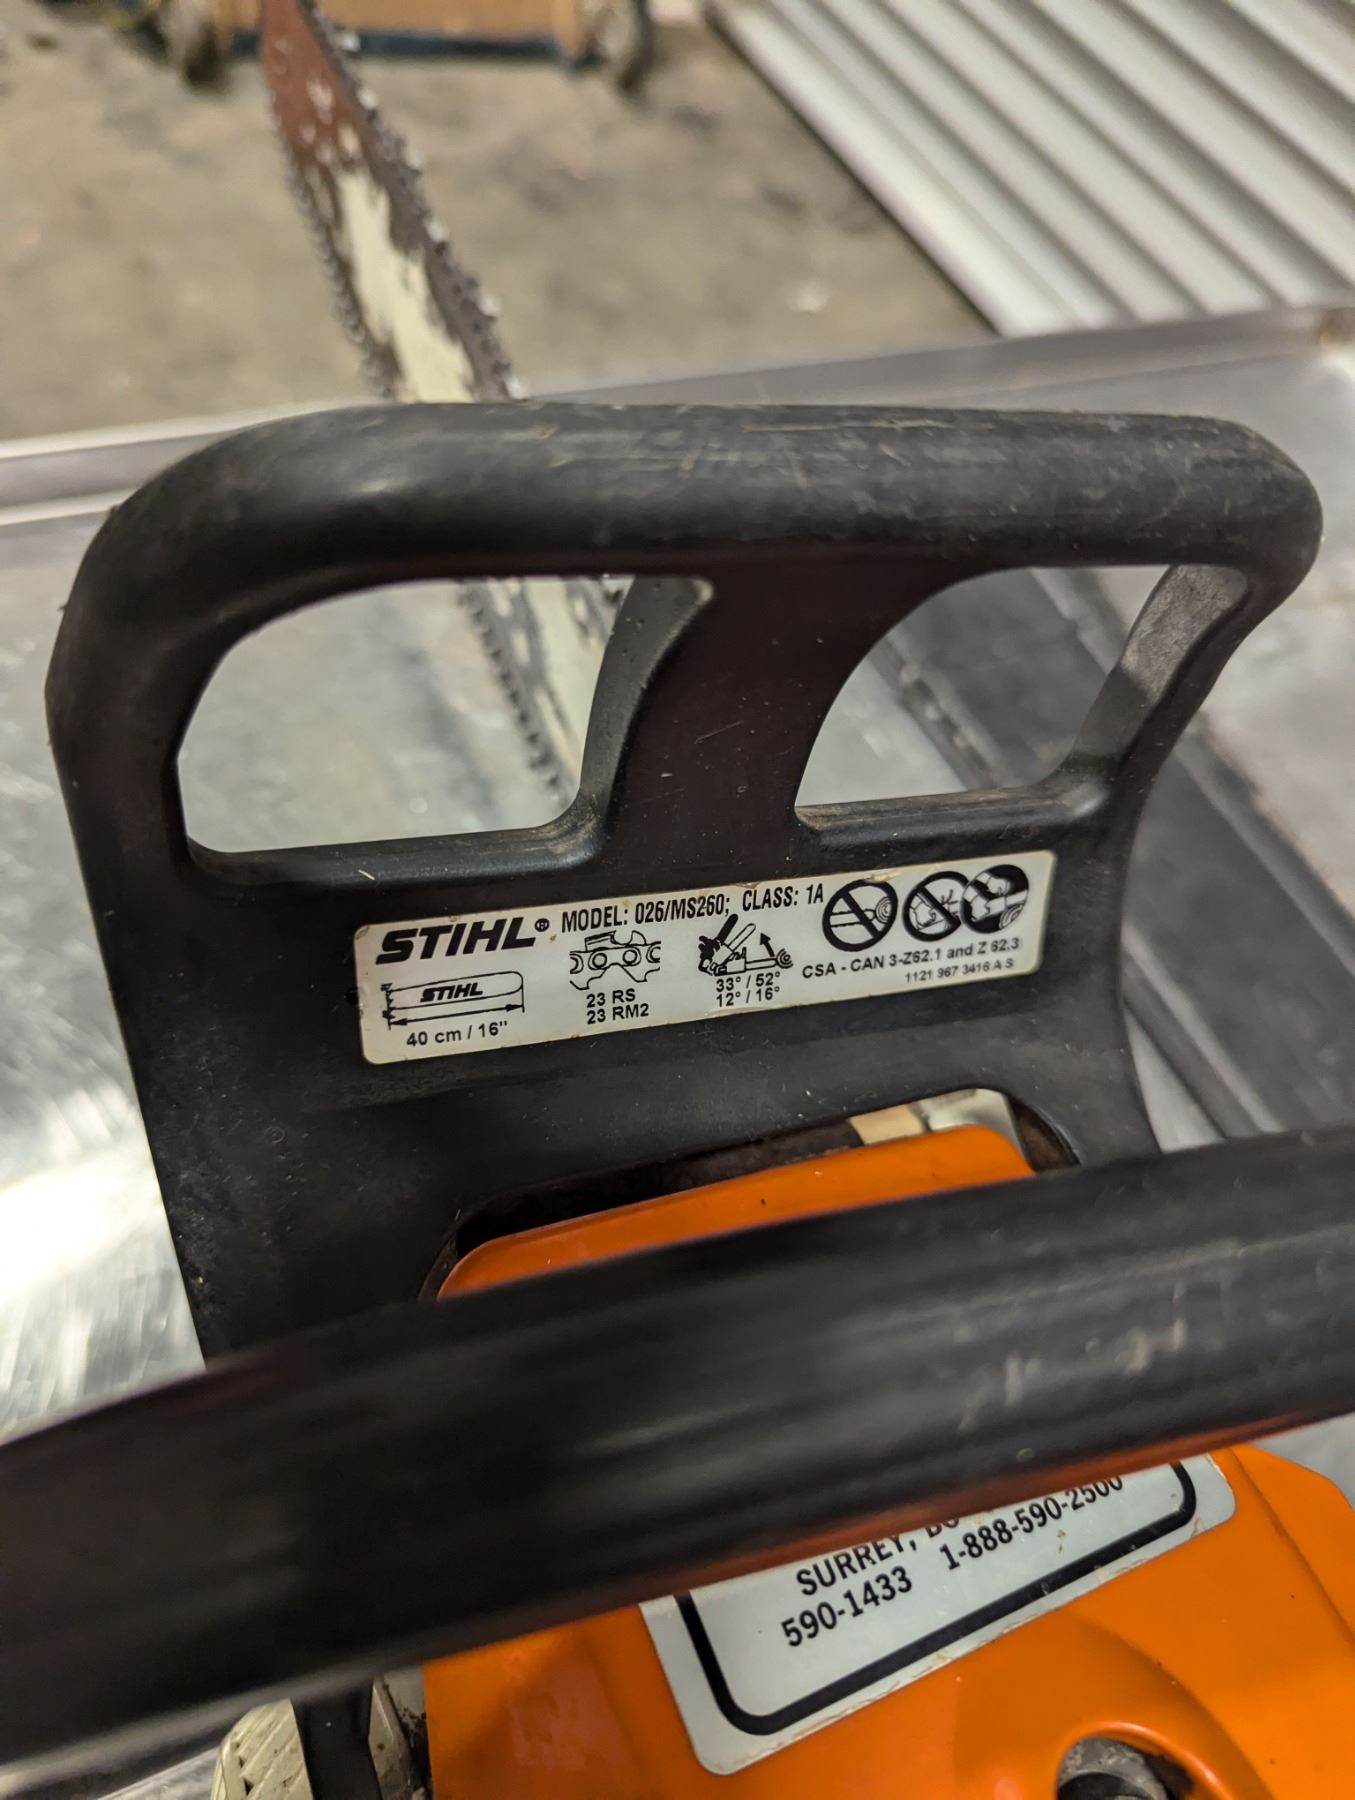 STIHL® MODEL: 026/MS260; CLASS: 1A
STIHL
40 cm / 16"
23 RS
23 RM2
33° / 52°
12° / 16°
CSA - CAN 3-Z62.1 and Z 62.3
1121 967 3416 A S
SURREY, BC
590-1433 1-888-590-2500